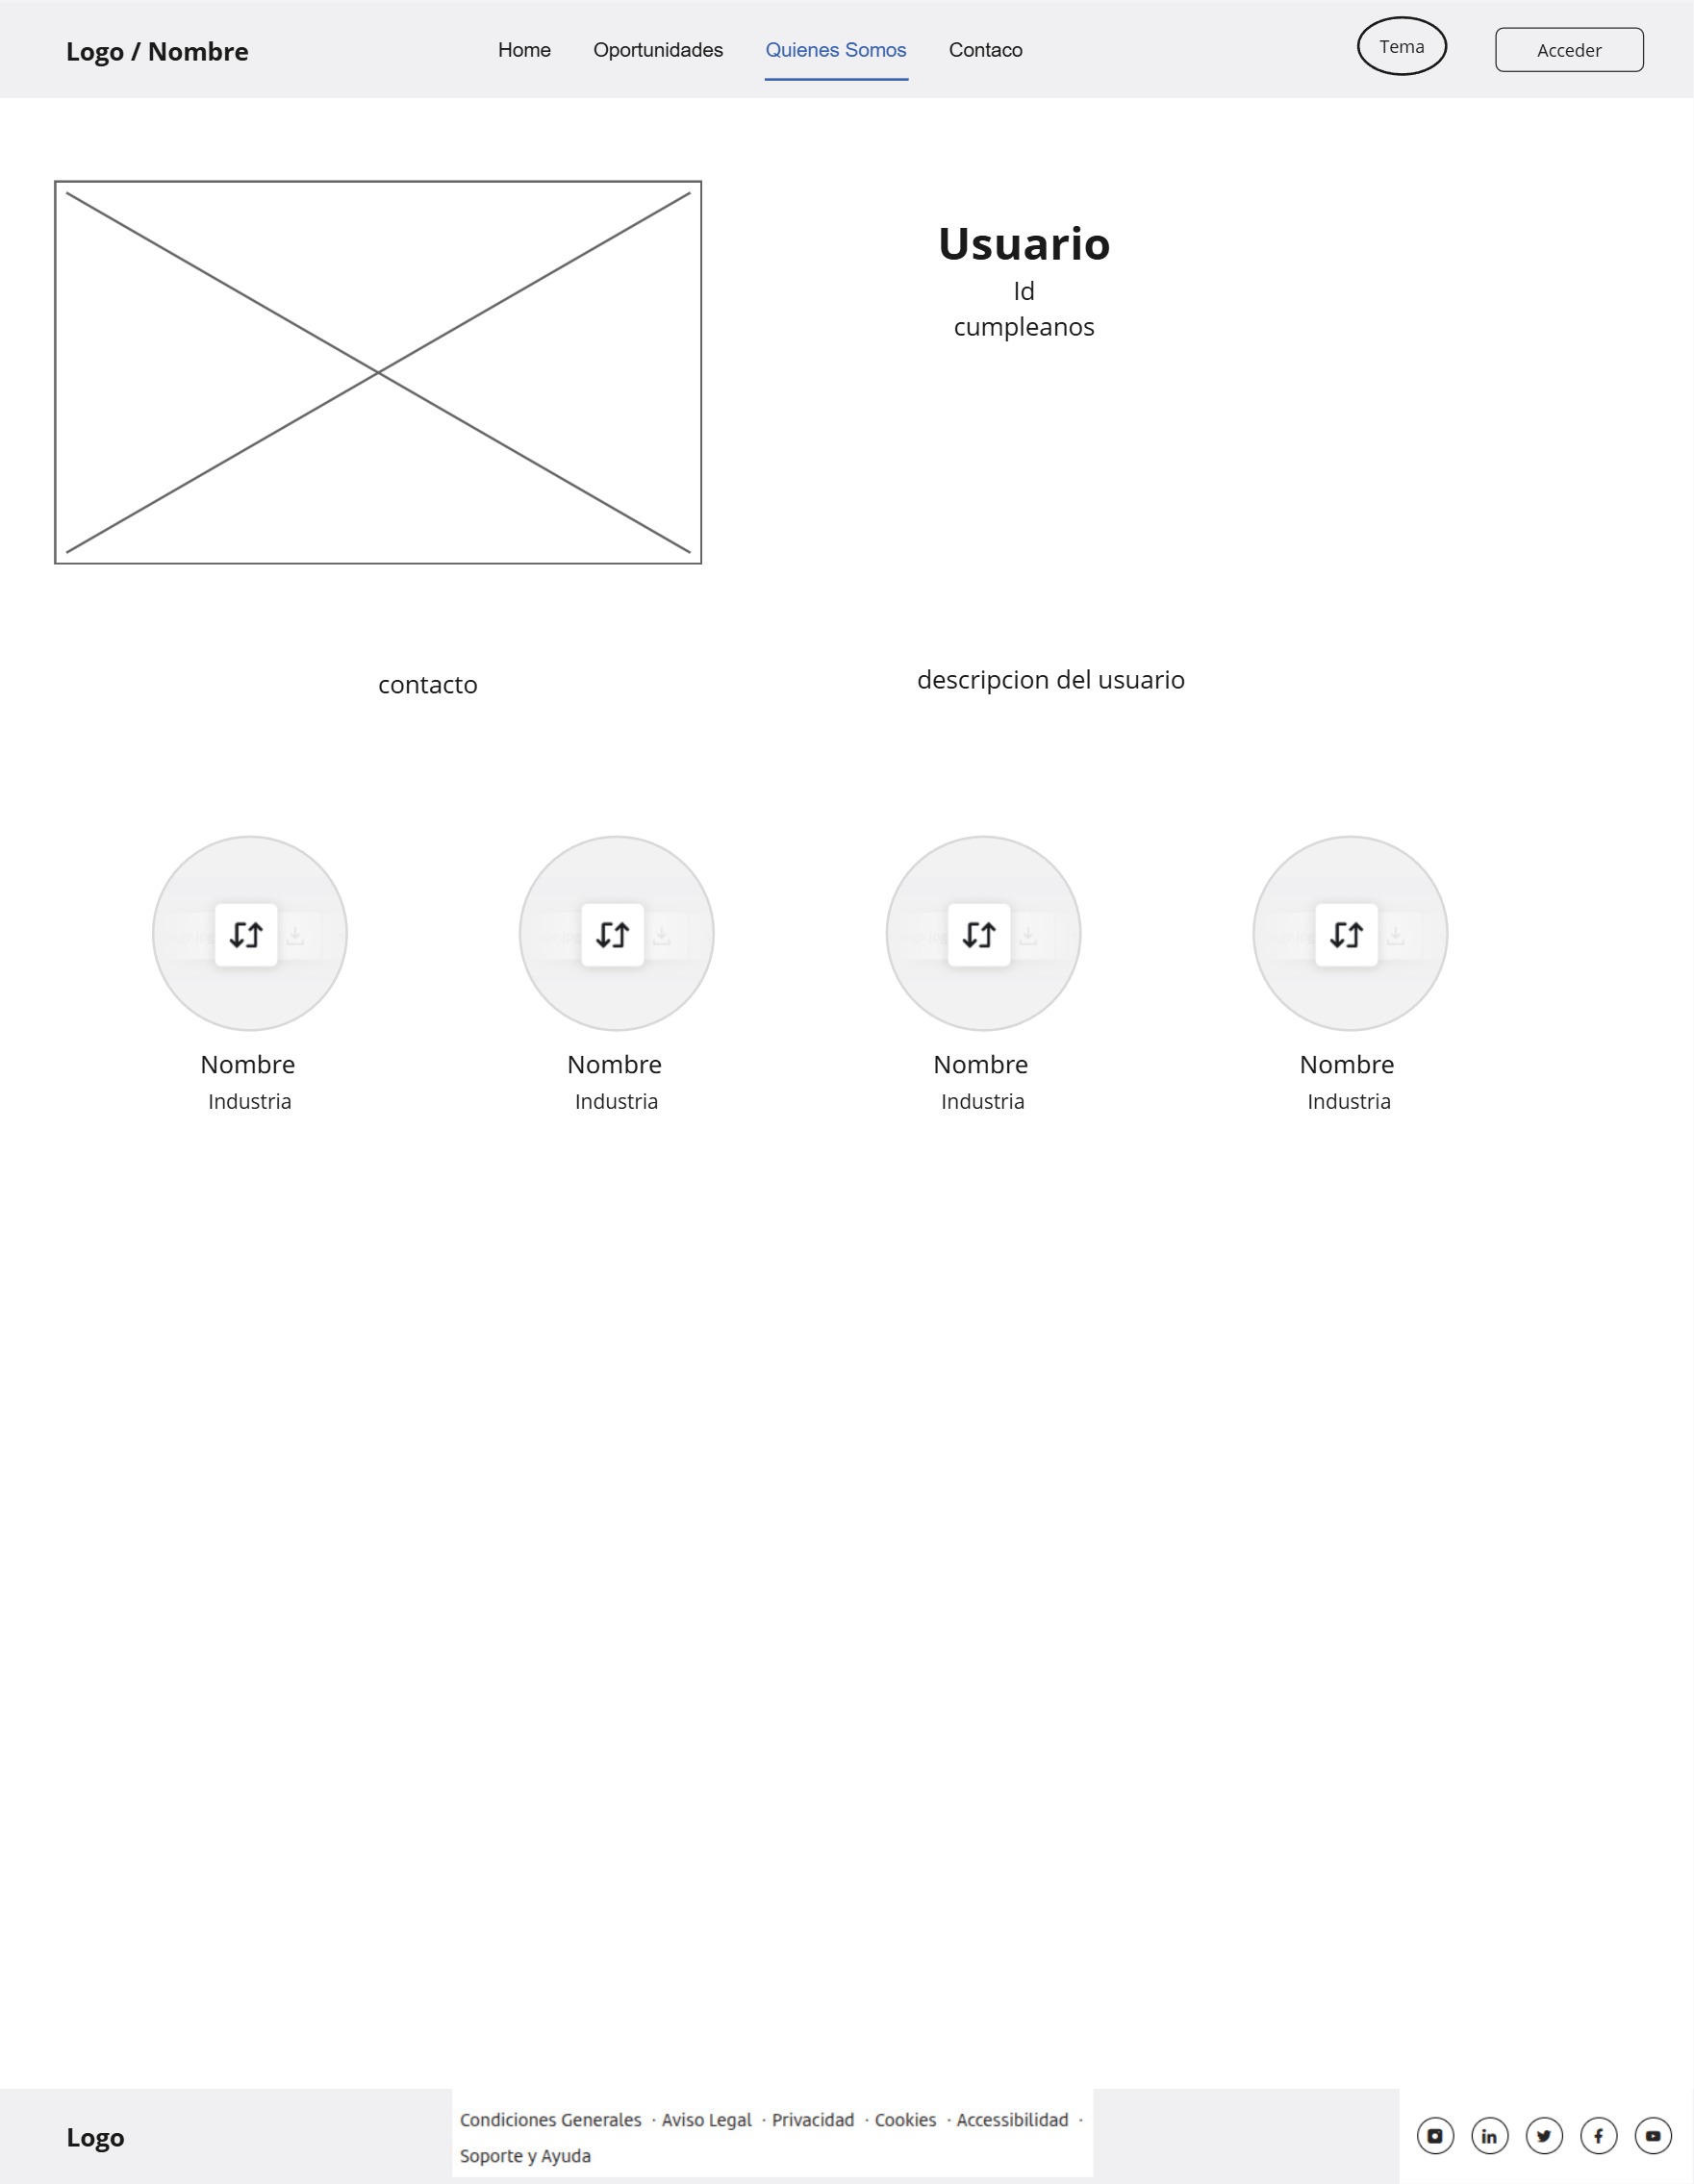 Logo / Nombre
Home Oportunidades Quienes Somos Contaco
Tema
Acceder
Usuario
Id
cumpleanos
contacto
descripcion del usuario
Nombre Nombre Nombre Nombre
Industria Industria Industria Industria
Logo
Condiciones Generales · Aviso Legal · Privacidad · Cookies · Accessibilidad ·
Soporte y Ayuda